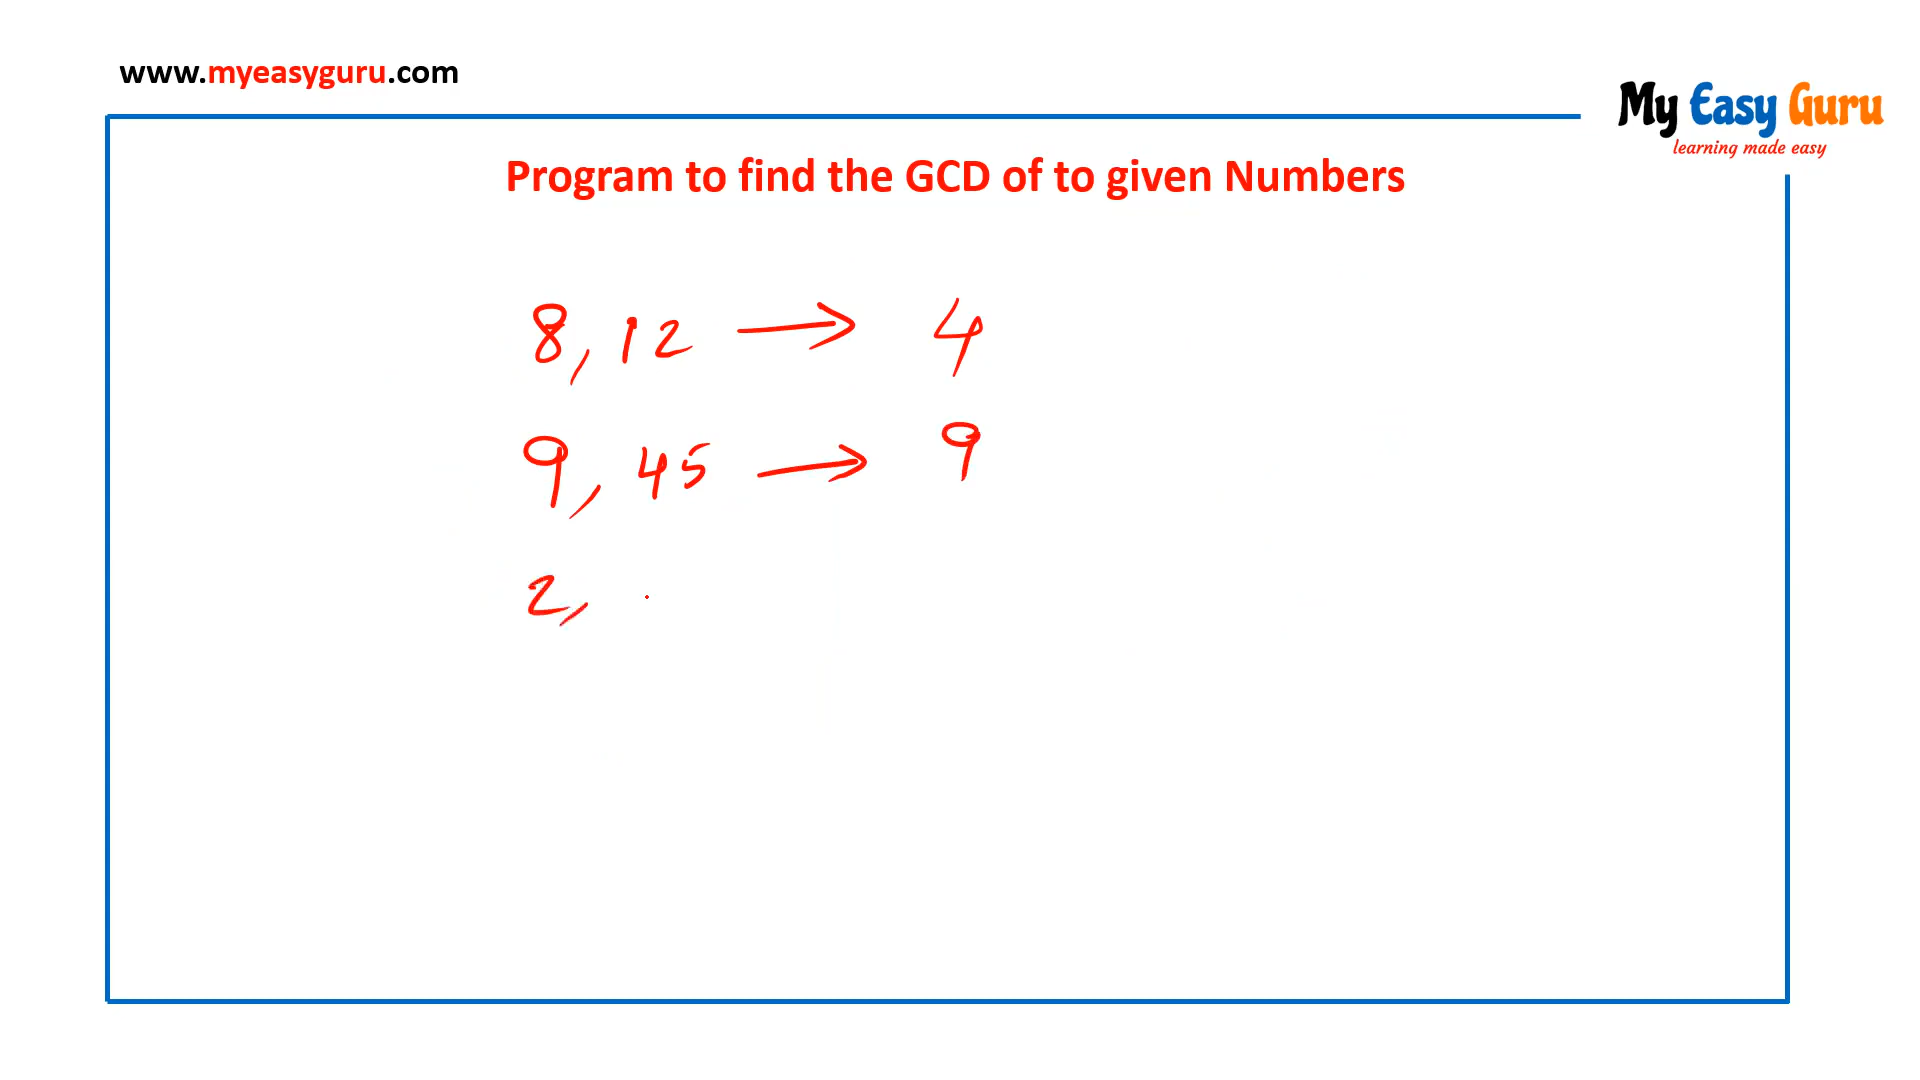 www.myeasyguru.com
My Easy Guru
learning made easy
Program to find the GCD of to given Numbers
8, 12 → 4
9, 45 → 9
2,